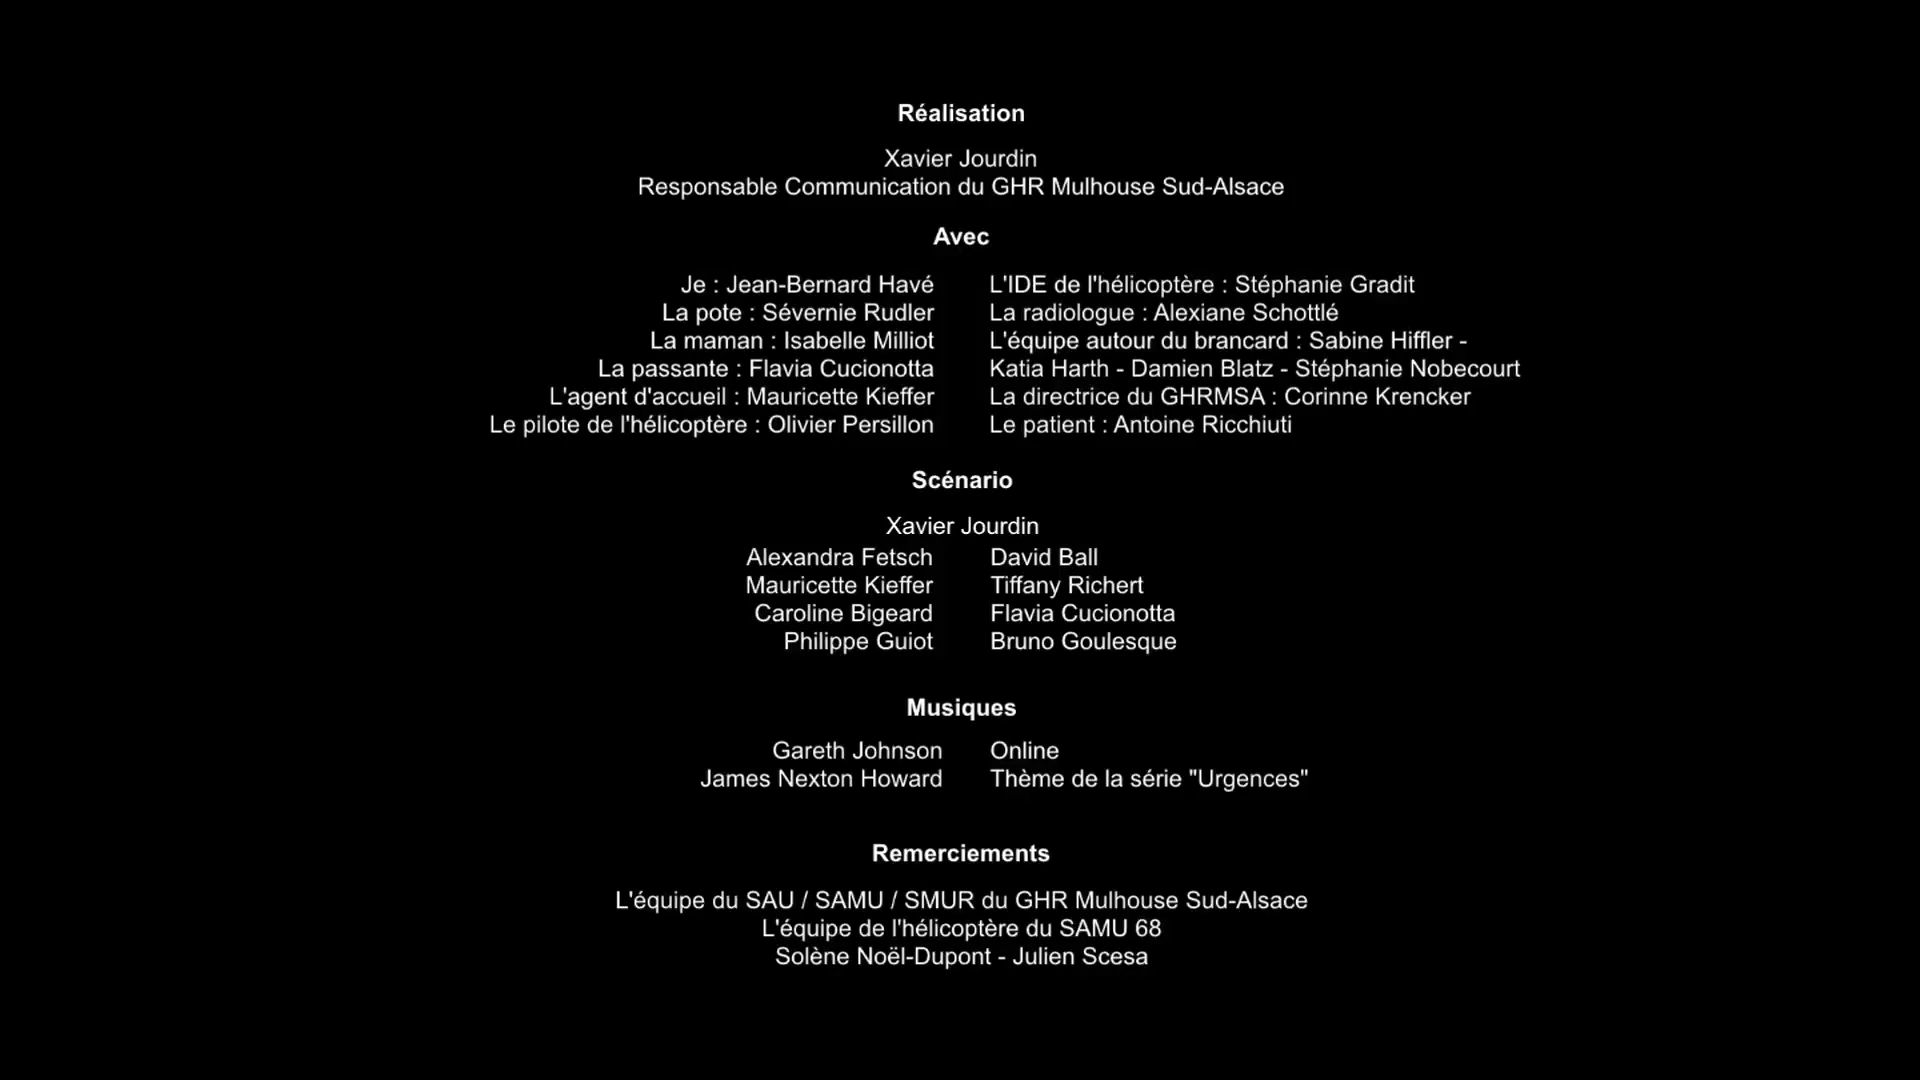 Réalisation
Xavier Jourdin
Responsable Communication du GHR Mulhouse Sud-Alsace
Avec
Je : Jean-Bernard Havé
La pote : Sévernie Rudler
La maman : Isabelle Milliot
La passante : Flavia Cucionotta
L'agent d'accueil : Mauricette Kieffer
Le pilote de l'hélicoptère : Olivier Persillon
L'IDE de l'hélicoptère : Stéphanie Gradit
La radiologue : Alexiane Schottlé
L'équipe autour du brancard : Sabine Hiffler -
Katia Harth - Damien Blatz - Stéphanie Nobecourt
La directrice du GHRMSA : Corinne Krencker
Le patient : Antoine Ricchiuti
Scénario
Xavier Jourdin
Alexandra Fetsch
Mauricette Kieffer
Caroline Bigeard
Philippe Guiot
David Ball
Tiffany Richert
Flavia Cucionotta
Bruno Goulesque
Musiques
Gareth Johnson Online
James Nexton Howard Thème de la série "Urgences"
Remerciements
L'équipe du SAU / SAMU / SMUR du GHR Mulhouse Sud-Alsace
L'équipe de l'hélicoptère du SAMU 68
Solène Noël-Dupont - Julien Scesa